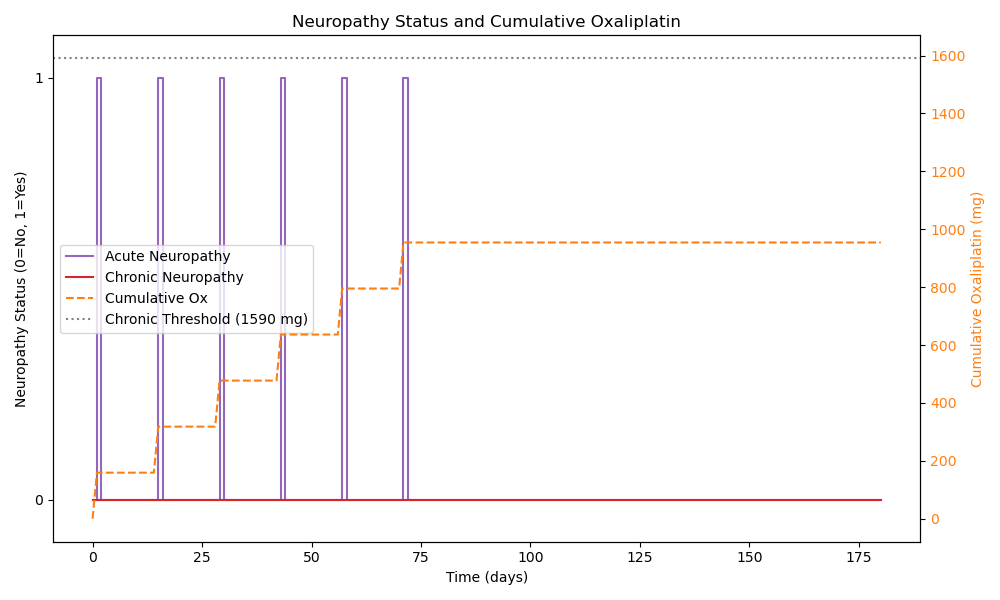 Neuropathy Status and Cumulative Oxaliplatin
Neuropathy Status (0=No, 1=Yes)
1
0
Acute Neuropathy
Chronic Neuropathy
Cumulative Ox
Chronic Threshold (1590 mg)
1600
1400
1200
1000
800
600
400
200
0
Cumulative Oxaliplatin (mg)
0 25 50 75 100 125 150 175
Time (days)